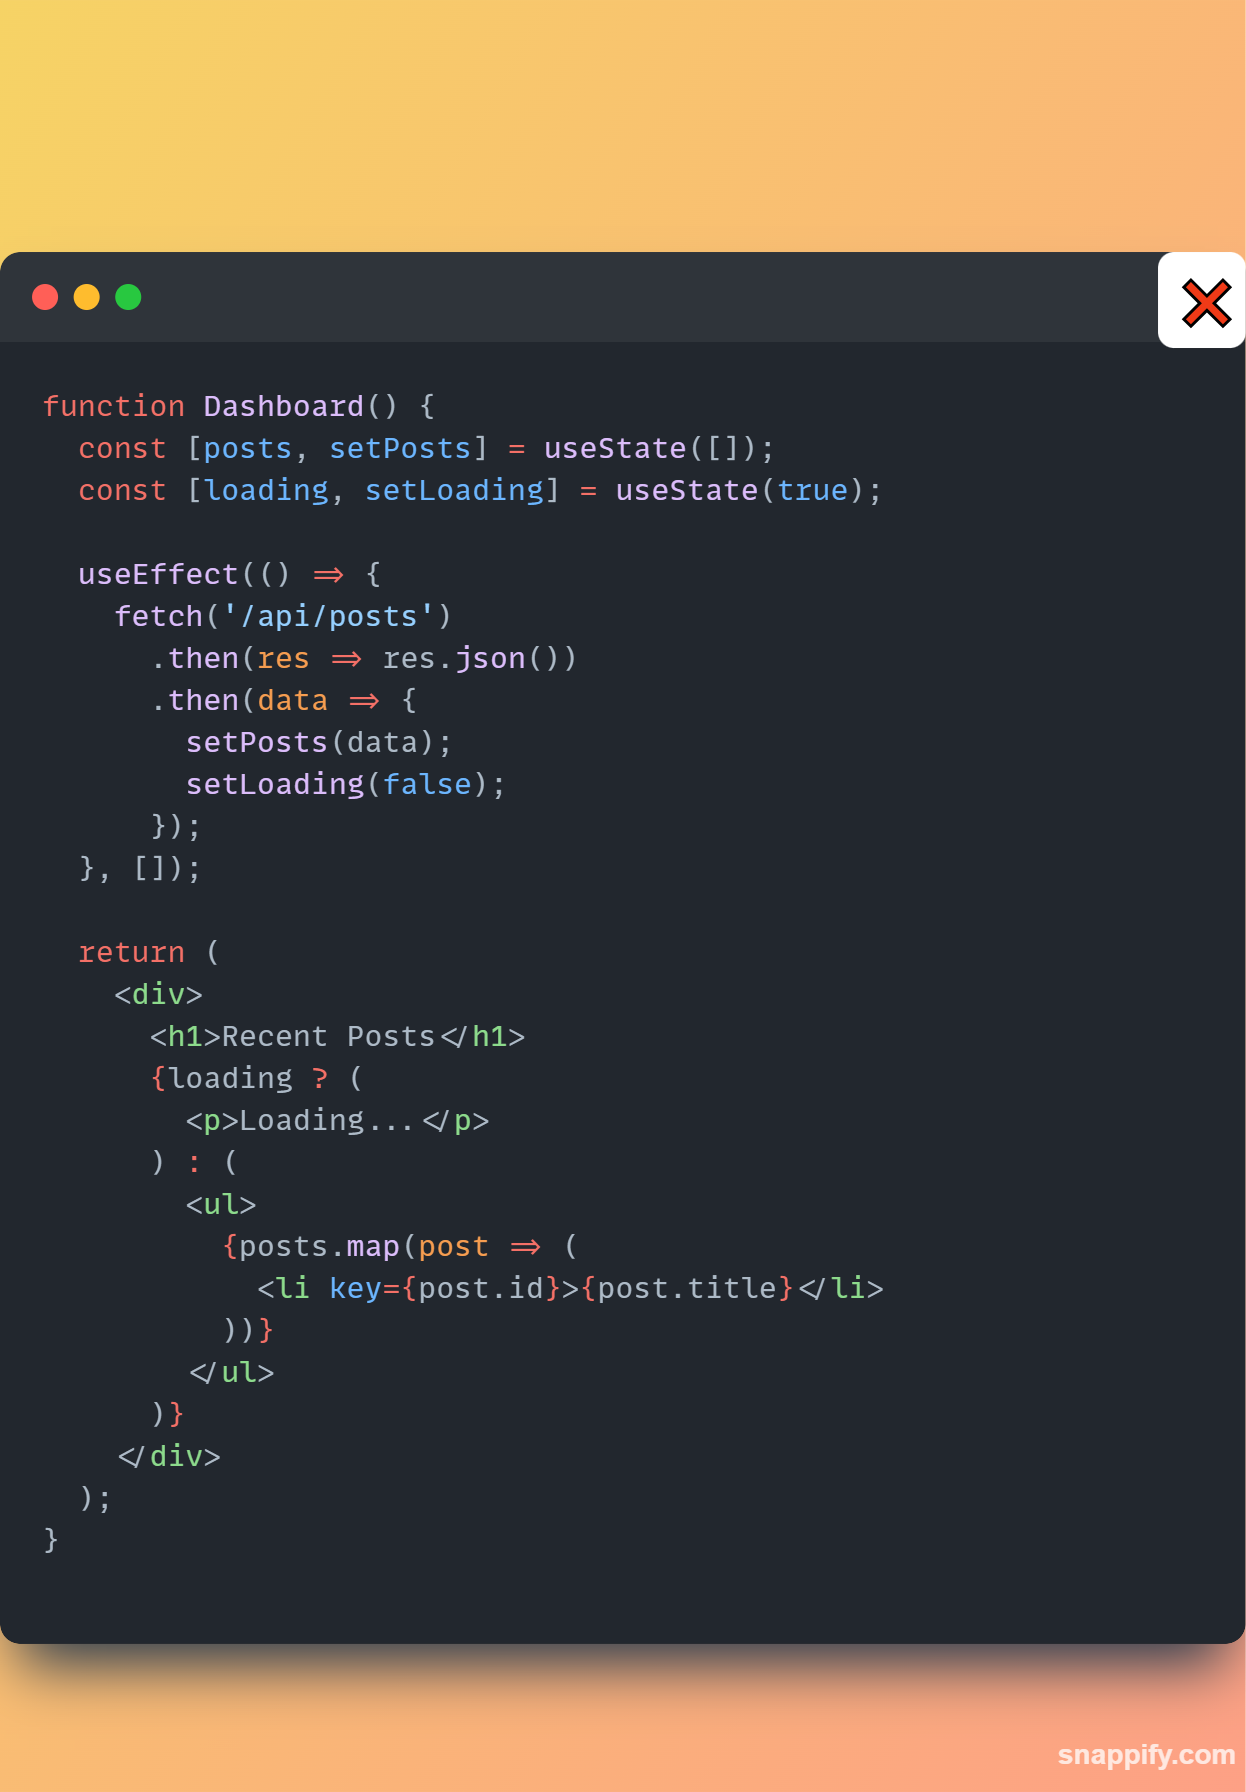 function Dashboard() {
  const [posts, setPosts] = useState([]);
  const [loading, setLoading] = useState(true);

  useEffect(() => {
    fetch('/api/posts')
      .then(res => res.json())
      .then(data => {
        setPosts(data);
        setLoading(false);
      });
  }, []);

  return (
    <div>
      <h1>Recent Posts</h1>
      {loading ? (
        <p>Loading...</p>
      ) : (
        <ul>
          {posts.map(post => (
            <li key={post.id}>{post.title}</li>
          ))}
        </ul>
      )}
    </div>
  );
}
snappify.com